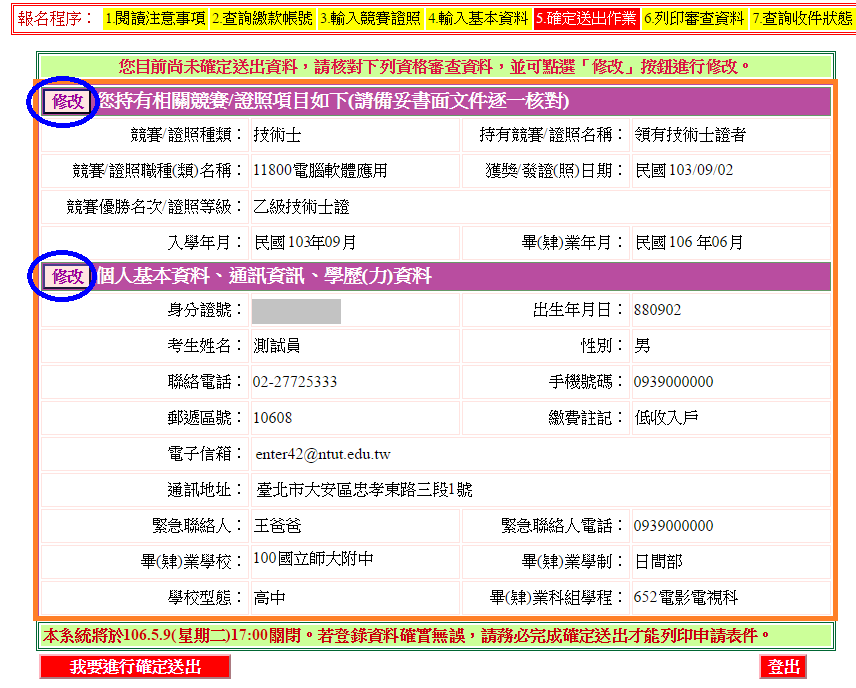 報名程序： 1.閱讀注意事項 2.查詢繳款帳號 3.輸入競賽證照 4.輸入基本資料 5.確定送出作業 6.列印審查資料 7.查詢收件狀態
您目前尚未確定送出資料，請核對下列資格審查資料，並可點選「修改」按鈕進行修改。
修改 您持有相關競賽/證照項目如下(請備妥書面文件逐一核對)
競賽/證照種類： 技術士 持有競賽/證照名稱： 領有技術士證者
競賽/證照職種(類)名稱： 11800電腦軟體應用 獲獎/發證(照)日期： 民國103/09/02
競賽優勝名次/證照等級： 乙級技術士證
入學年月： 民國103年09月 畢(肄)業年月： 民國106 年06月
修改 個人基本資料、通訊資訊、學歷(力)資料
身分證號： 出生年月日： 880902
考生姓名： 測試員 性別： 男
聯絡電話： 02-27725333 手機號碼： 0939000000
郵遞區號： 10608 繳費註記： 低收入戶
電子信箱： enter42@ntut.edu.tw
通訊地址： 臺北市大安區忠孝東路三段1號
緊急聯絡人： 王爸爸 緊急聯絡人電話： 0939000000
畢(肄)業學校： 100國立師大附中 畢(肄)業學制： 日間部
學校型態： 高中 畢(肄)業科組學程： 652電影電視科
本系統將於106.5.9(星期二)17:00關閉。若登錄資料確實無誤，請務必完成確定送出才能列印申請表件。
我要進行確定送出 登出